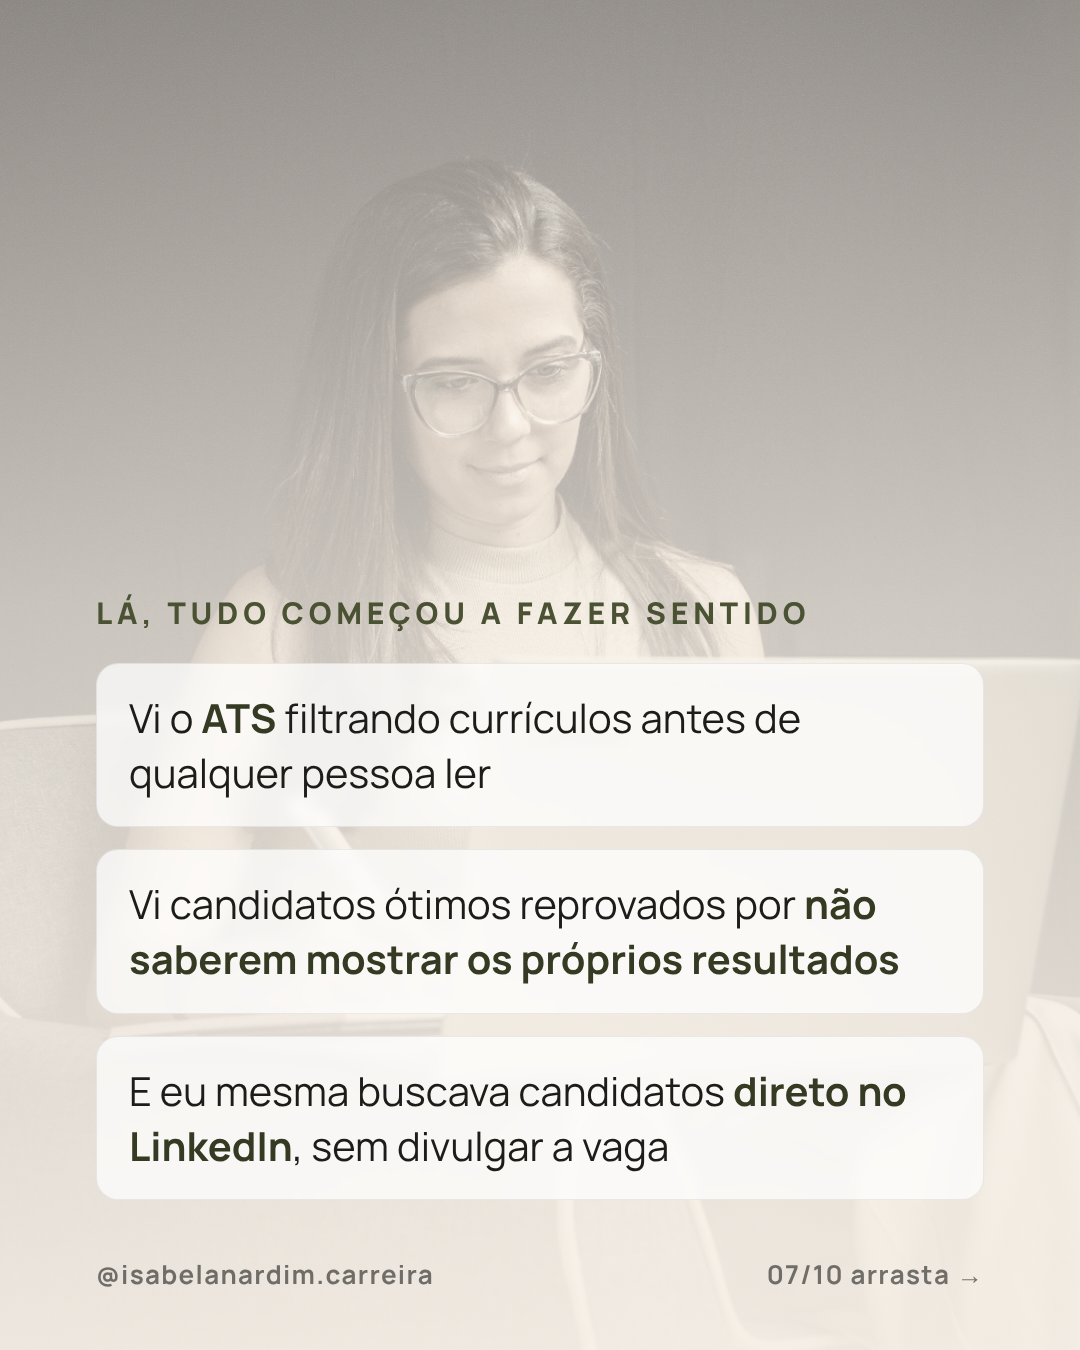 LÁ, TUDO COMEÇOU A FAZER SENTIDO
Vi o ATS filtrando currículos antes de
qualquer pessoa ler
Vi candidatos ótimos reprovados por não
saberem mostrar os próprios resultados
E eu mesma buscava candidatos direto no
LinkedIn, sem divulgar a vaga
@isabelanardim.carreira
07/10 arrasta →